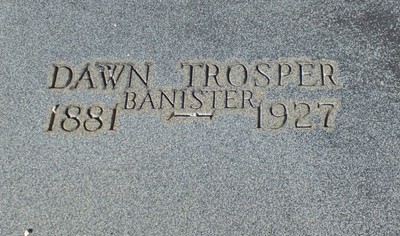 DAWN TROSPER
BANISTER
1881 — 1927